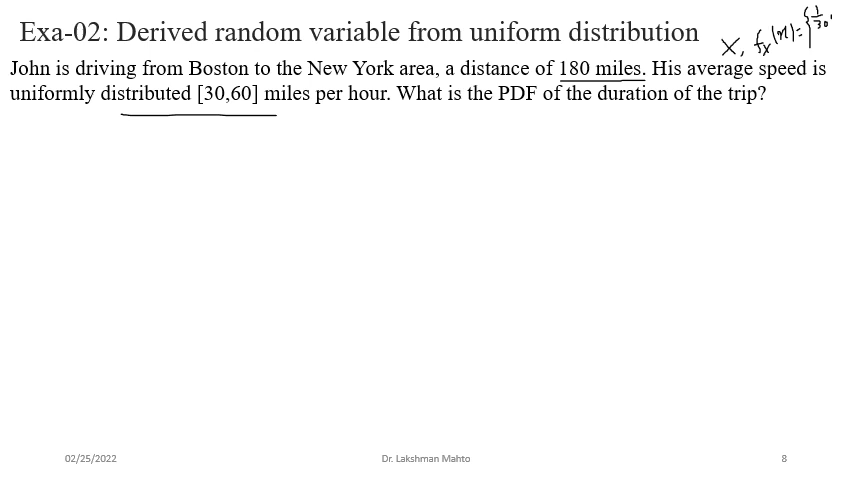 Exa-02: Derived random variable from uniform distribution
X, fₓ(x)={1/30,
John is driving from Boston to the New York area, a distance of 180 miles. His average speed is
uniformly distributed [30,60] miles per hour. What is the PDF of the duration of the trip?
02/25/2022
Dr. Lakshman Mahto
8